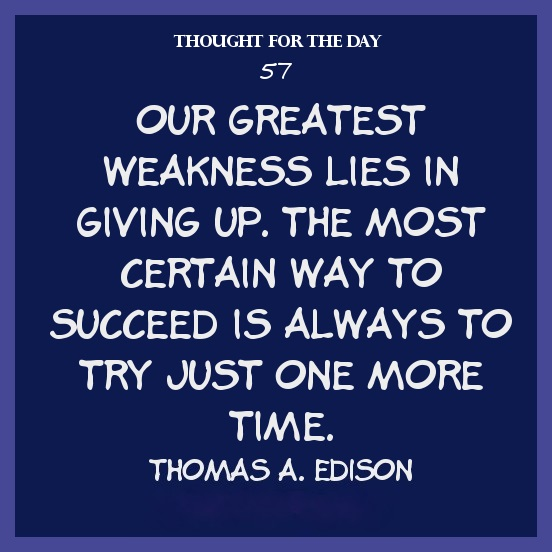 THOUGHT FOR THE DAY
57
OUR GREATEST
WEAKNESS LIES IN
GIVING UP. THE MOST
CERTAIN WAY TO
SUCCEED IS ALWAYS TO
TRY JUST ONE MORE
TIME.
THOMAS A. EDISON